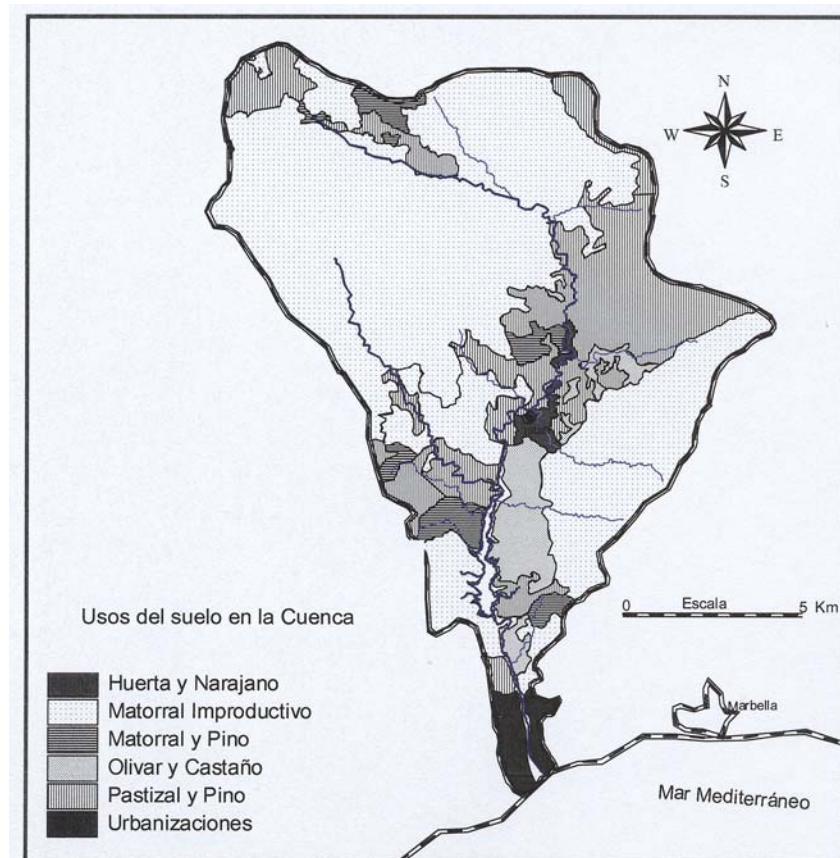 N
W E
S
Usos del suelo en la Cuenca
0 Escala 5 Km
Huerta y Narajano
Matorral Improductivo
Matorral y Pino
Olivar y Castaño
Pastizal y Pino
Urbanizaciones
Marbella
Mar Mediterráneo